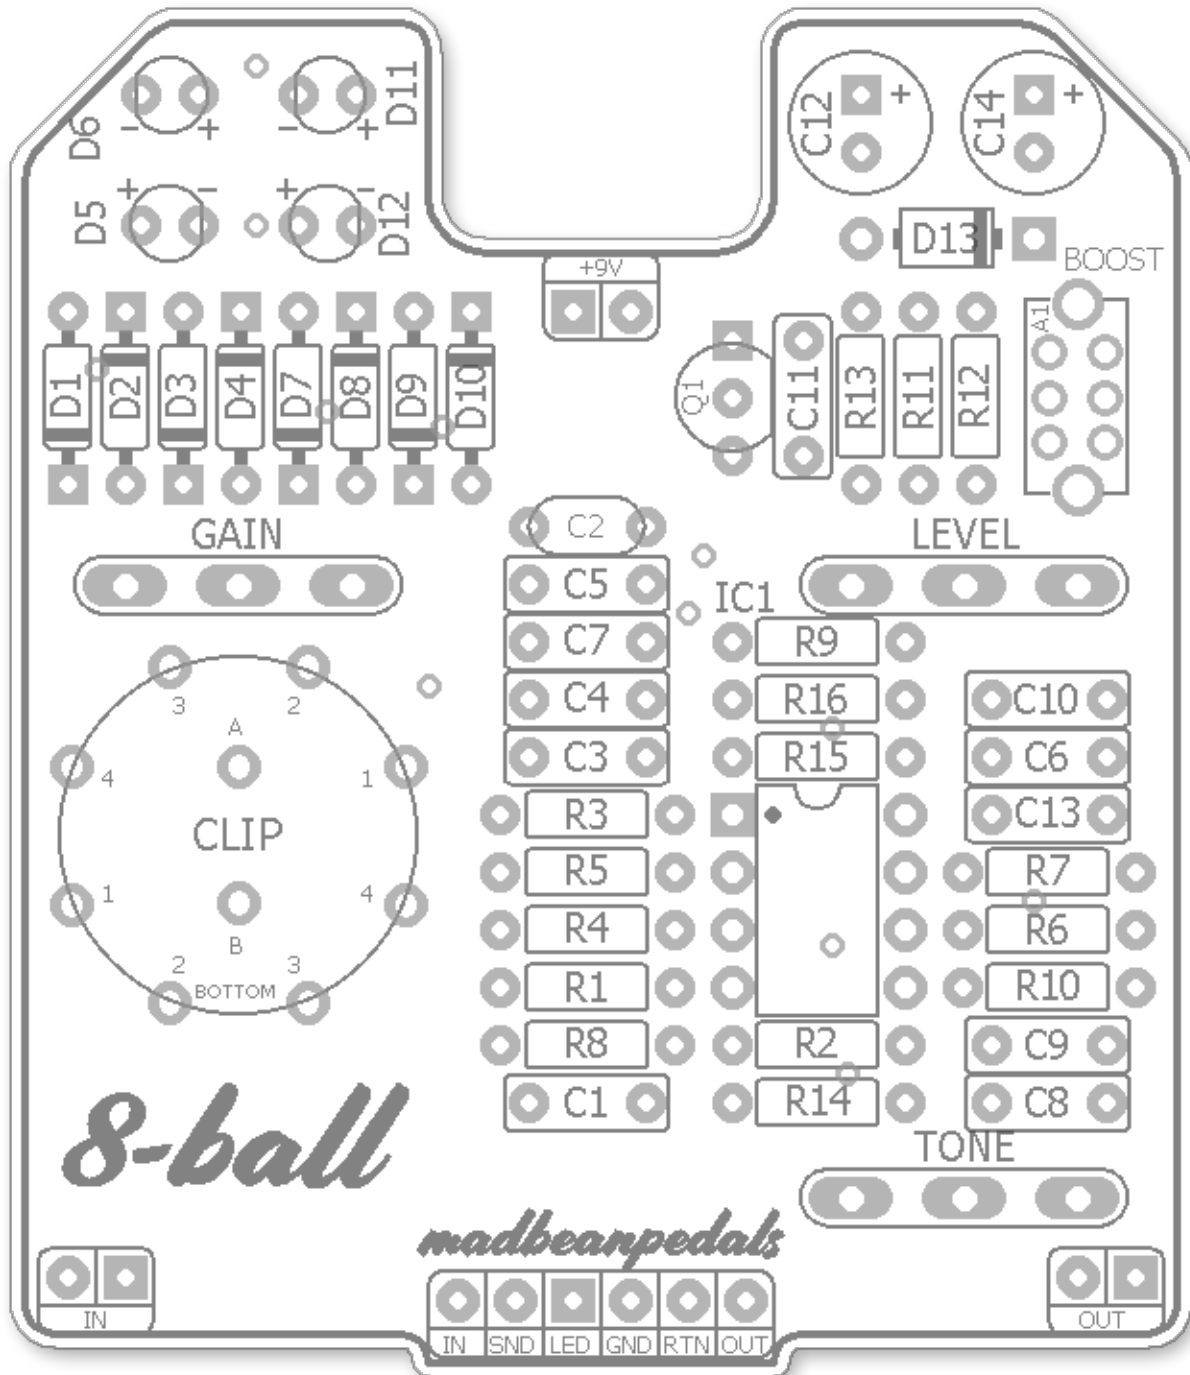 D6 - + - + D11
C12 + C14 +
D5 + - + - D12
D13
BOOST
+9V
A1
D1 D2 D3 D4 D7 D8 D9 D10
Q1 C11 R13 R11 R12
GAIN
C2
LEVEL
C5
IC1
C7
R9
C4
R16
C10
C3
R15
C6
3 2
A
4 1
CLIP
1 4
B
2 3
BOTTOM
R3
C13
R5
R7
R4
R6
R1
R10
R8
R2
C9
C1
R14
C8
8-ball
TONE
madbeanpedals
IN
OUT
IN SND LED GND RTN OUT